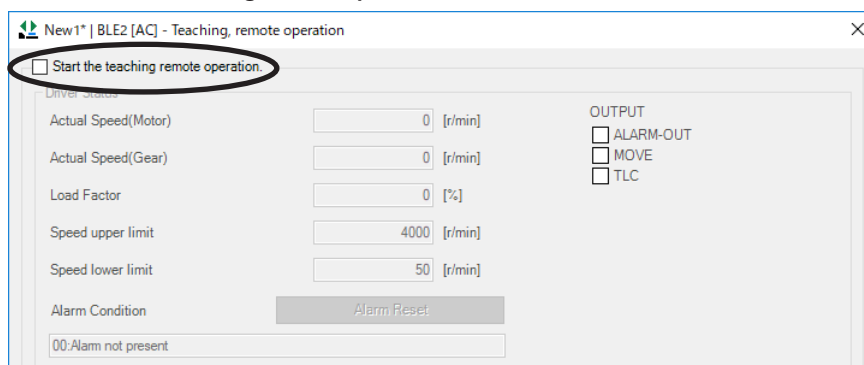 New1* | BLE2 [AC] - Teaching, remote operation
Start the teaching remote operation.
Driver Status
Actual Speed(Motor) 0 [r/min]
Actual Speed(Gear) 0 [r/min]
Load Factor 0 [%]
Speed upper limit 4000 [r/min]
Speed lower limit 50 [r/min]
Alarm Condition Alarm Reset
00:Alarm not present
OUTPUT
ALARM-OUT
MOVE
TLC